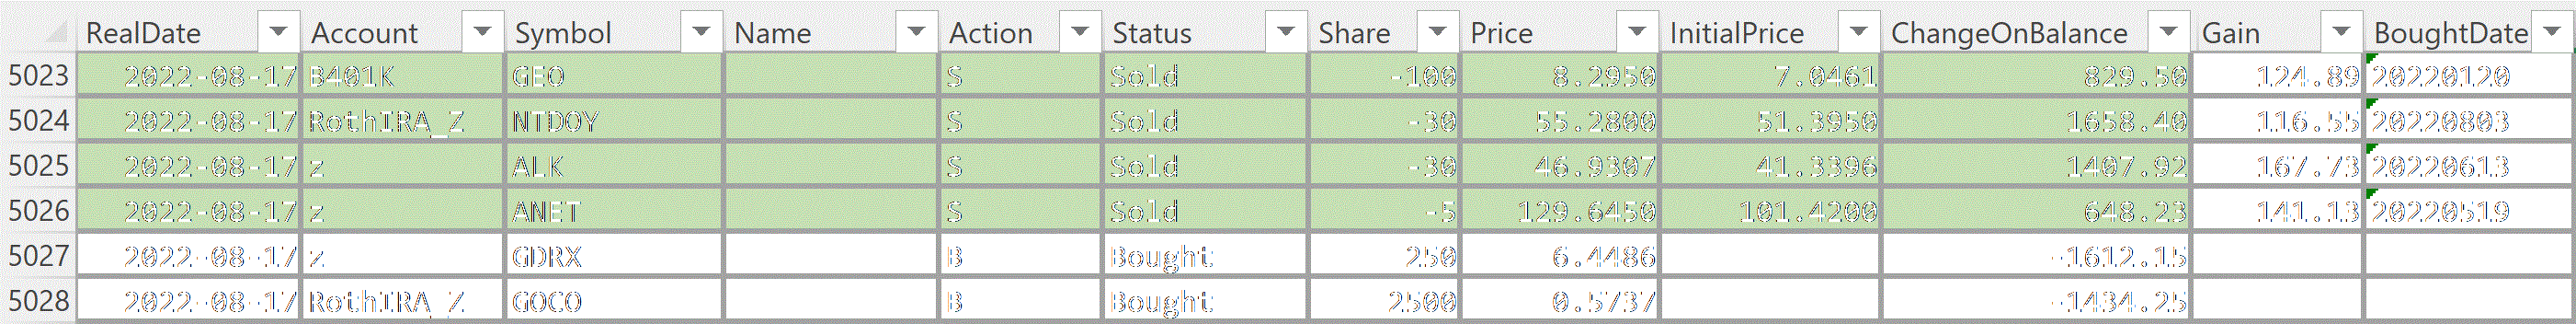 RealDate Account Symbol Name Action Status Share Price InitialPrice ChangeOnBalance Gain BoughtDate
5023 2022-08-17 B401K GEO S Sold -100 8.2950 7.0461 829.50 124.89 20220120
5024 2022-08-17 RothIRA_Z NTDOY S Sold -30 55.2800 51.3950 1658.40 116.55 20220803
5025 2022-08-17 z ALK S Sold -30 46.9307 41.3396 1407.92 167.73 20220613
5026 2022-08-17 z ANET S Sold -5 129.6450 101.4200 648.23 141.13 20220519
5027 2022-08-17 z GDRX B Bought 250 6.4486 -1612.15
5028 2022-08-17 RothIRA_Z GOCO B Bought 2500 0.5737 -1434.25